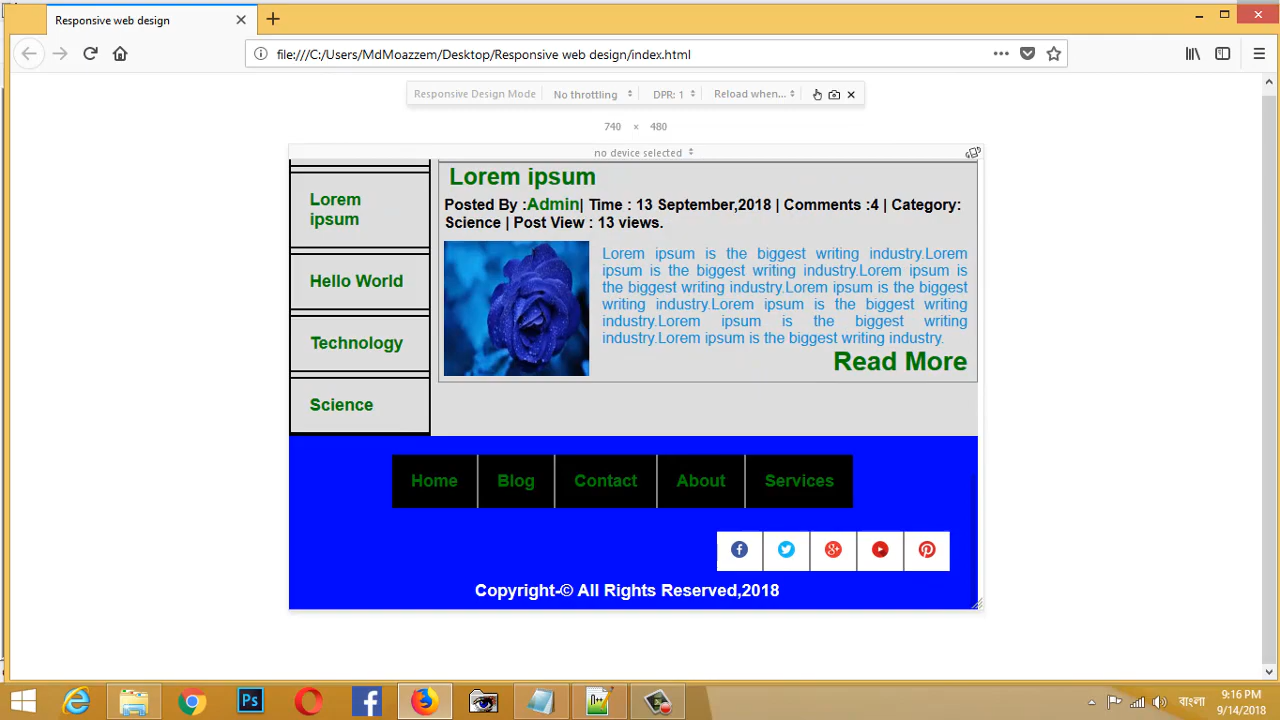 Responsive web design
file:///C:/Users/MdMoazzem/Desktop/Responsive web design/index.html
Responsive Design Mode No throttling DPR: 1 Reload when...
740 × 480
no device selected
Lorem ipsum
Hello World
Technology
Science
Lorem ipsum
Posted By :Admin| Time : 13 September,2018 | Comments :4 | Category:
Science | Post View : 13 views.
Lorem ipsum is the biggest writing industry.Lorem
ipsum is the biggest writing industry.Lorem ipsum is
the biggest writing industry.Lorem ipsum is the biggest
writing industry.Lorem ipsum is the biggest writing
industry.Lorem ipsum is the biggest writing
industry.Lorem ipsum is the biggest writing industry.
Read More
Home Blog Contact About Services
Copyright-© All Rights Reserved,2018
বাংলা
9:16 PM
9/14/2018